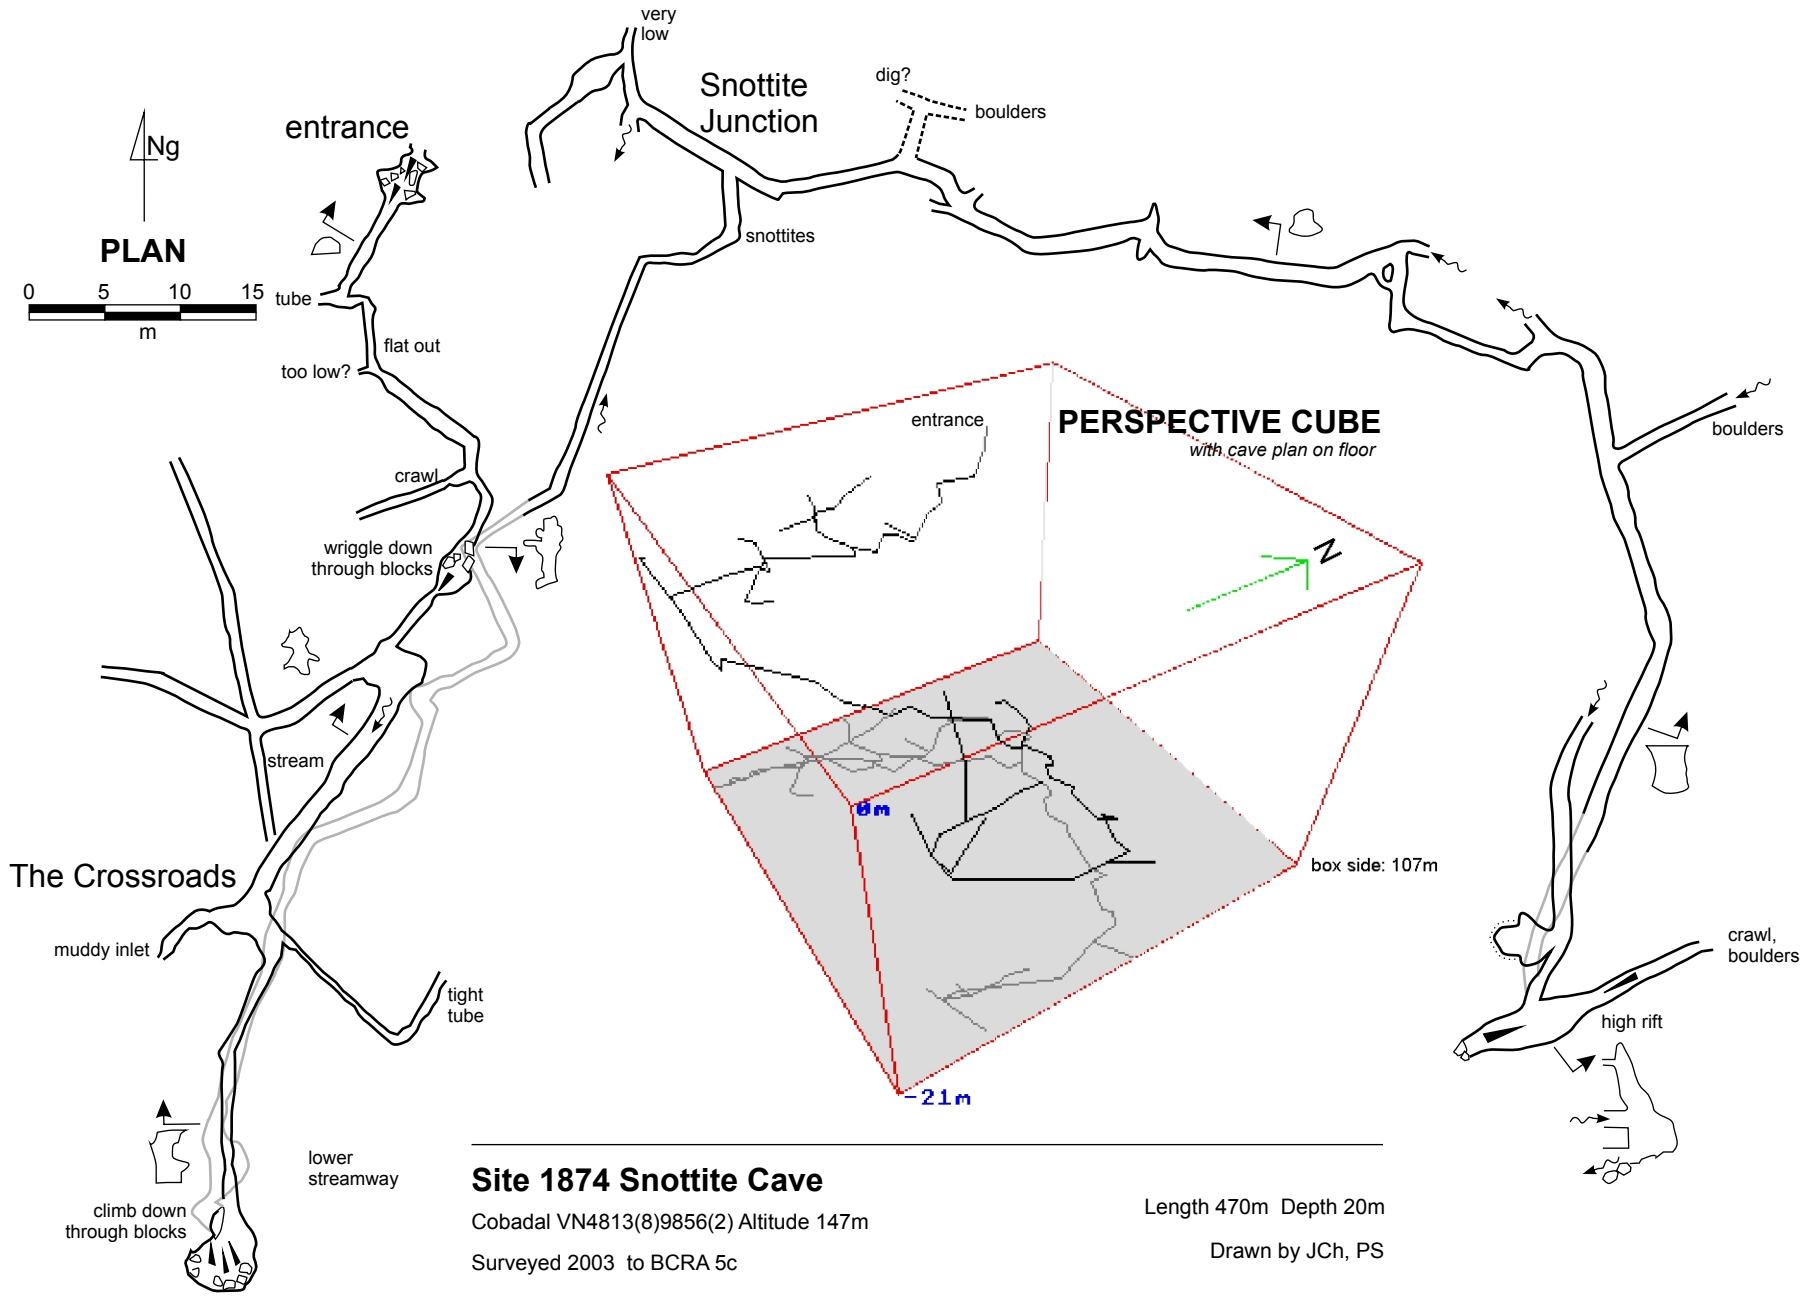 very
low
Snottite
Junction
dig?
boulders
entrance
Ng
PLAN
0 5 10 15
m
tube
snottites
flat out
too low?
entrance
PERSPECTIVE CUBE
with cave plan on floor
boulders
crawl
wriggle down
through blocks
N
stream
0m
box side: 107m
The Crossroads
muddy inlet
crawl,
boulders
tight
tube
high rift
-21m
lower
streamway
climb down
through blocks
Site 1874 Snottite Cave
Cobadal VN4813(8)9856(2) Altitude 147m
Surveyed 2003 to BCRA 5c
Length 470m Depth 20m
Drawn by JCh, PS